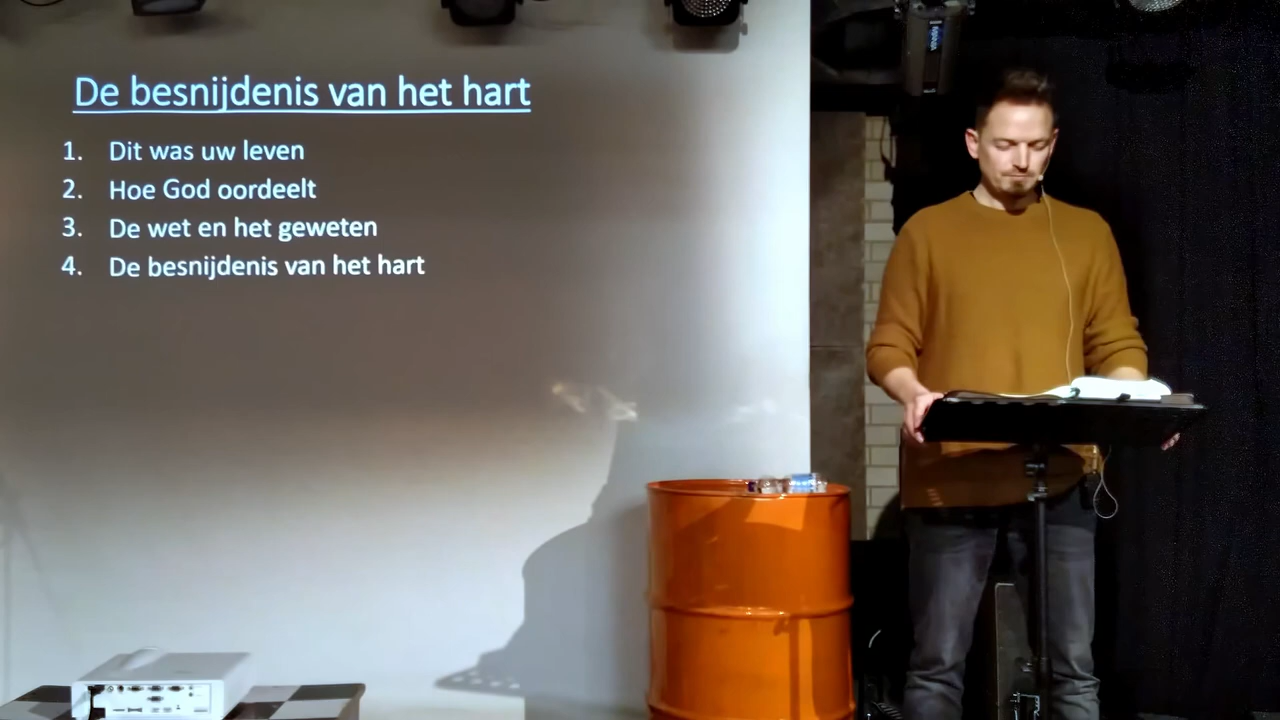 De besnijdenis van het hart
1. Dit was uw leven
2. Hoe God oordeelt
3. De wet en het geweten
4. De besnijdenis van het hart